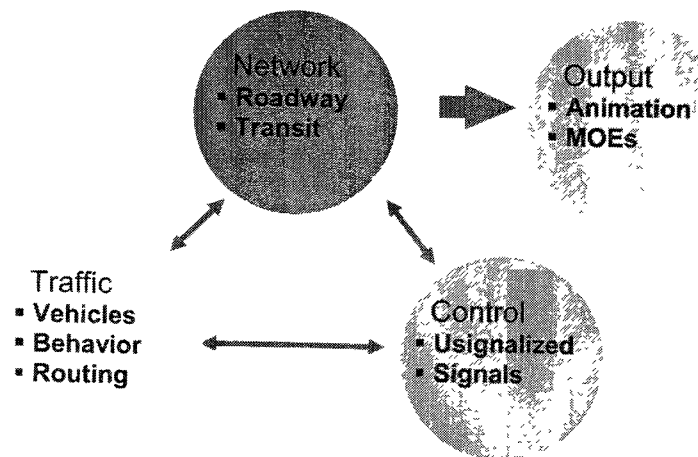 Network
▪ Roadway
▪ Transit
Output
▪ Animation
▪ MOEs
Traffic
▪ Vehicles
▪ Behavior
▪ Routing
Control
▪ Usignalized
▪ Signals